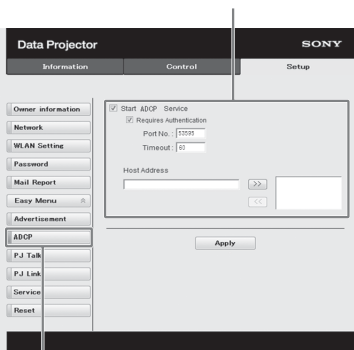 Data Projector
SONY
Information
Control
Setup
Owner information
Network
WLAN Setting
Password
Mail Report
Easy Menu
Advertisement
ADCP
PJ Talk
PJ Link
Service
Reset
Start ADCP Service
Requires Authentication
Port No. : 53595
Timeout : 60
Host Address
>>
<<
Apply